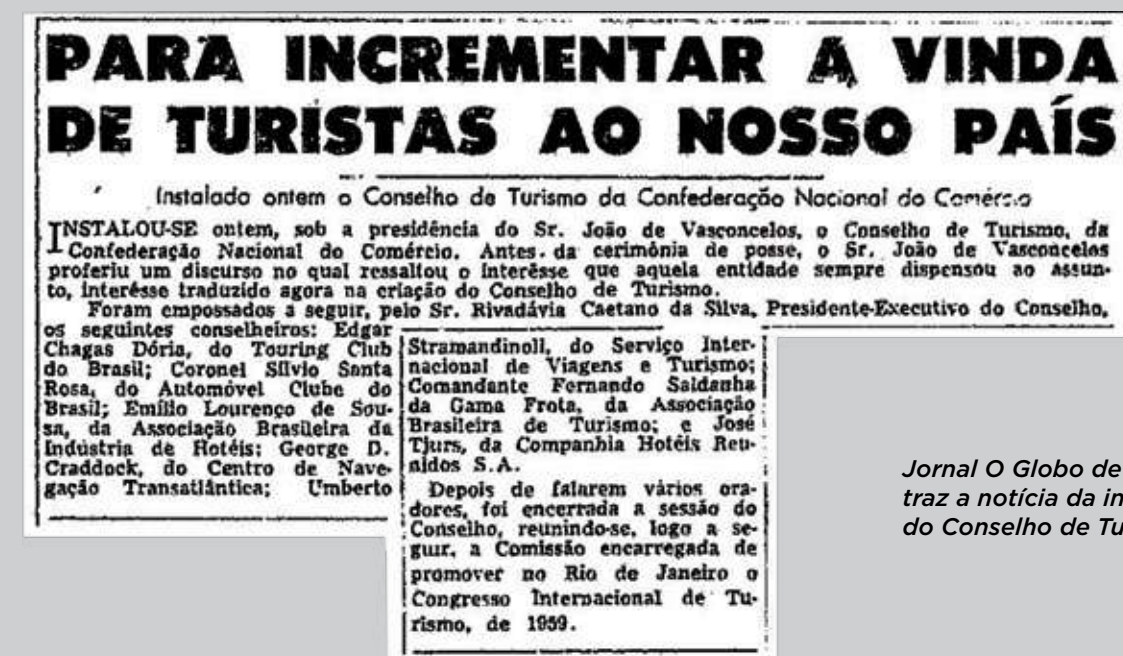 PARA INCREMENTAR A VINDA
DE TURISTAS AO NOSSO PAÍS
Instalado ontem o Conselho de Turismo da Confederação Nacional do Comércio
INSTALOU-SE ontem, sob a presidência do Sr. João de Vasconcelos, o Conselho de Turismo, da
Confederação Nacional do Comércio. Antes da cerimônia de posse, o Sr. João de Vasconcelos
proferiu um discurso no qual ressaltou o interêsse que aquela entidade sempre dispensou ao assun-
to, interêsse traduzido agora na criação do Conselho de Turismo.
Foram empossados a seguir, pelo Sr. Rivadávia Caetano da Silva, Presidente-Executivo do Conselho,
os seguintes conselheiros: Edgar
Chagas Dória, do Touring Club
do Brasil; Coronel Sílvio Santa
Rosa, do Automóvel Clube do
Brasil; Emílio Lourenço de Sou-
sa, da Associação Brasileira da
Indústria de Hotéis; George D.
Craddock, do Centro de Nave-
gação Transatlântica; Umberto
Stramandinoli, do Serviço Inter-
nacional de Viagens e Turismo;
Comandante Fernando Saldanha
da Gama Frota, da Associação
Brasileira de Turismo; e José
Tjurs, da Companhia Hotéis Reu-
nidos S.A.
Depois de falarem vários ora-
dores, foi encerrada a sessão do
Conselho, reunindo-se, logo a se-
guir, a Comissão encarregada de
promover no Rio de Janeiro o
Congresso Internacional de Tu-
rismo, de 1959.
Jornal O Globo de
traz a notícia da in
do Conselho de Tu